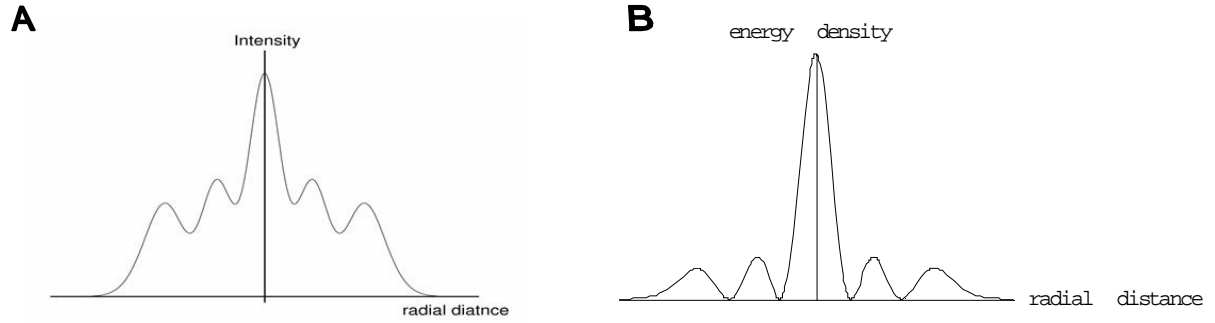 A
Intensity
radial diatnce
B
energy density
radial distance